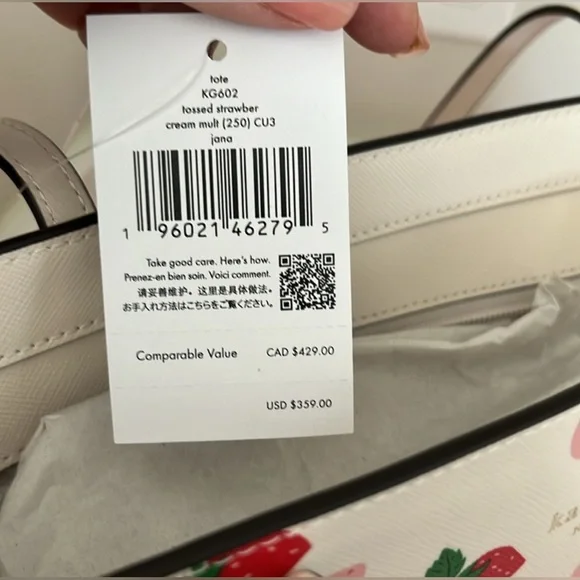 tote
KG602
tossed strawber
cream mult (250) CU3
jana
1 96021 46279 5
Take good care. Here's how.
Prenez-en bien soin. Voici comment.
请妥善维护。这里是具体做法。
お手入れ方法はこちらをご覧ください。
Comparable Value CAD $429.00
USD $359.00